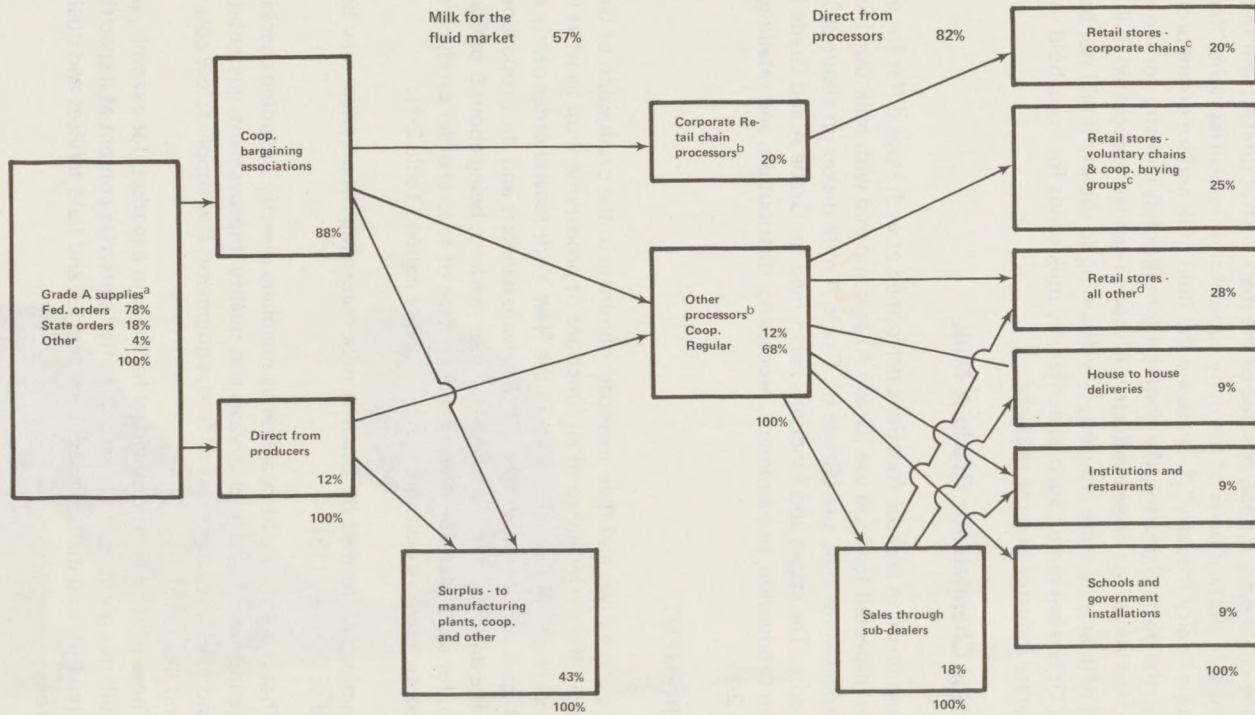 Milk for the
fluid market 57%
Direct from
processors 82%
Grade A supplies^a
Fed. orders 78%
State orders 18%
Other 4%
100%
Coop.
bargaining
associations
88%
Direct from
producers
12%
100%
Surplus - to
manufacturing
plants, coop.
and other
43%
100%
Corporate Re-
tail chain
processors^b
20%
Other
processors^b
Coop. 12%
Regular 68%
100%
Sales through
sub-dealers
18%
100%
Retail stores -
corporate chains^c 20%
Retail stores -
voluntary chains
& coop. buying
groups^c
25%
Retail stores -
all other^d
28%
House to house
deliveries
9%
Institutions and
restaurants
9%
Schools and
government
installations
9%
100%